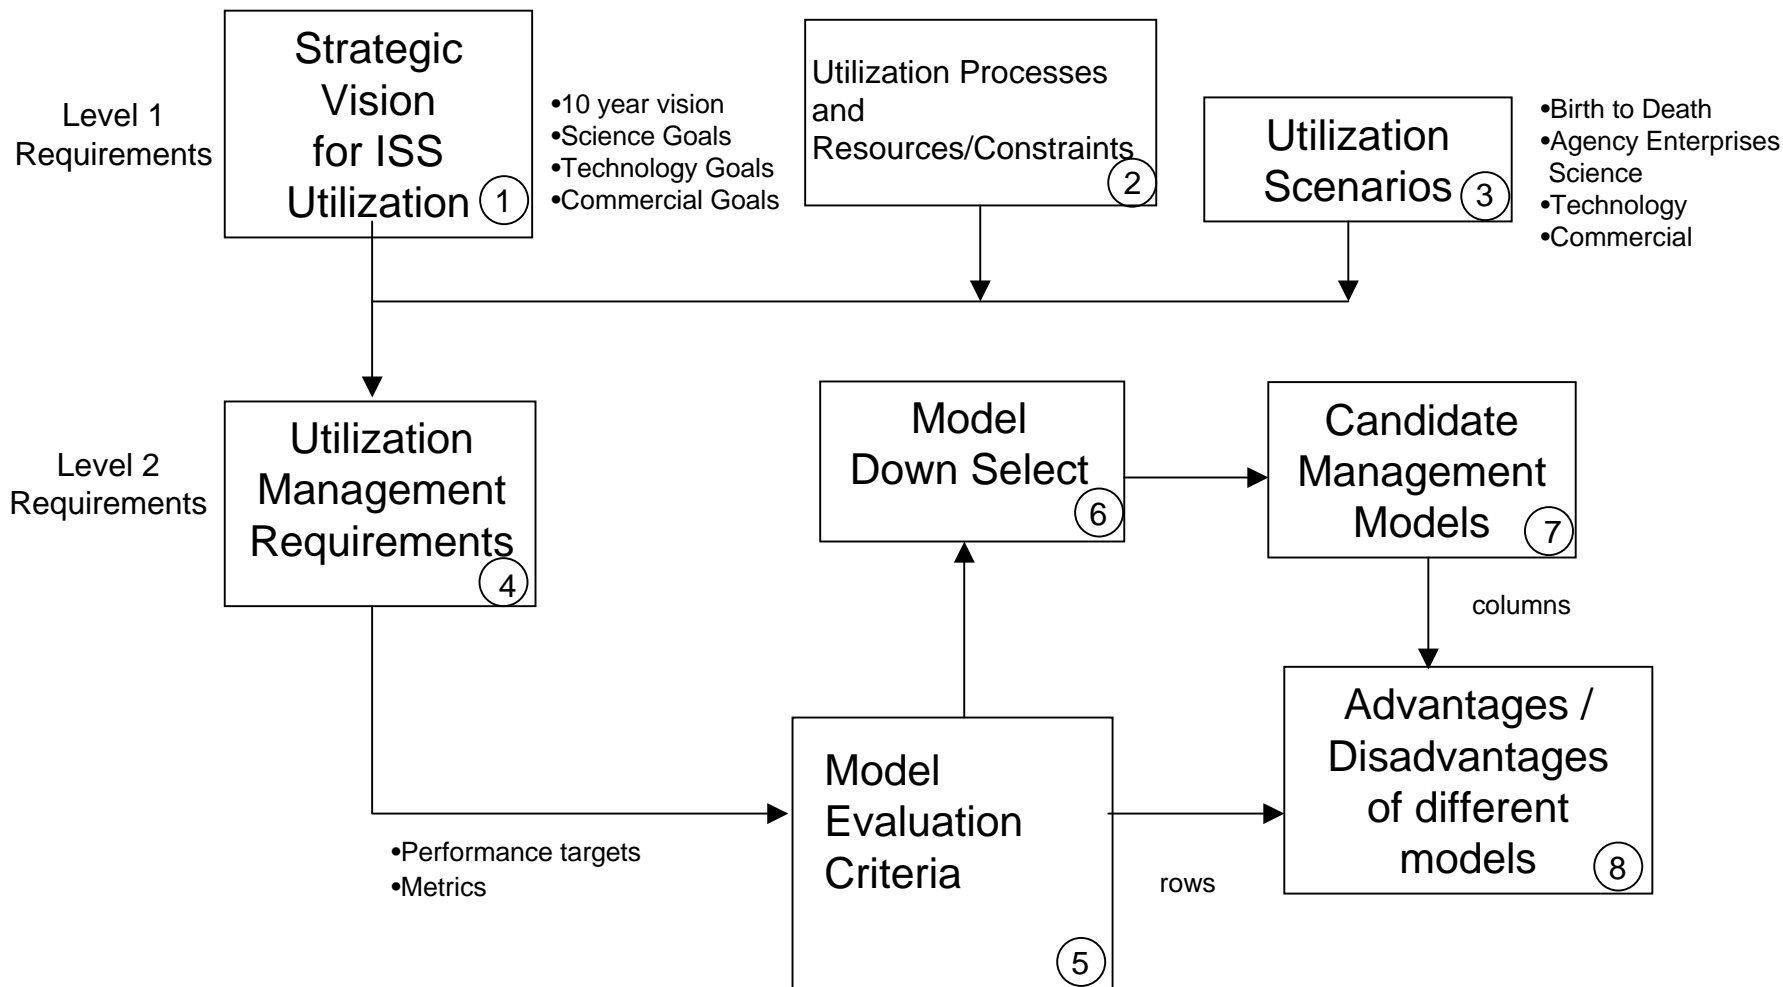 Level 1
Requirements
Strategic
Vision
for ISS
Utilization
1
•10 year vision
•Science Goals
•Technology Goals
•Commercial Goals
Utilization Processes
and
Resources/Constraints
2
Utilization
Scenarios
3
•Birth to Death
•Agency Enterprises
Science
•Technology
•Commercial
Level 2
Requirements
Utilization
Management
Requirements
4
Model
Down Select
6
Candidate
Management
Models
7
columns
•Performance targets
•Metrics
Model
Evaluation
Criteria
5
rows
Advantages /
Disadvantages
of different
models
8